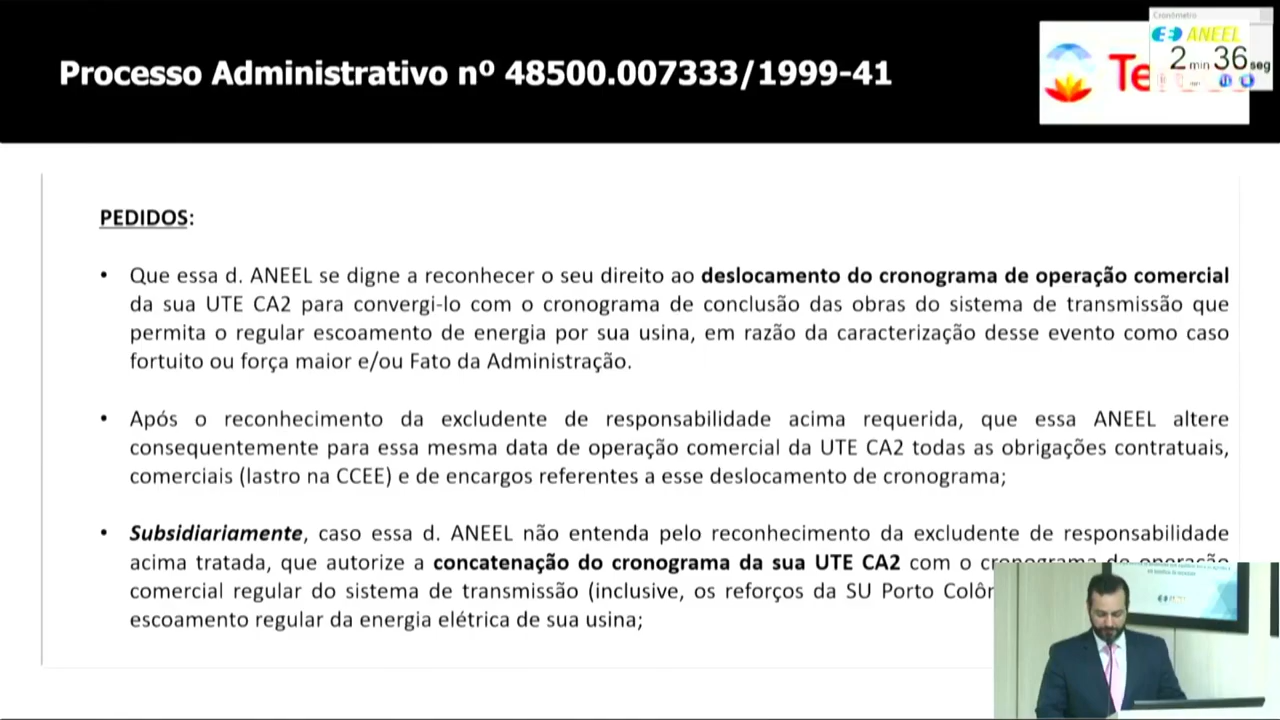 Cronômetro
ANEEL
2 min 36 seg
Processo Administrativo nº 48500.007333/1999-41
PEDIDOS:
• Que essa d. ANEEL se digne a reconhecer o seu direito ao deslocamento do cronograma de operação comercial
da sua UTE CA2 para convergi-lo com o cronograma de conclusão das obras do sistema de transmissão que
permita o regular escoamento de energia por sua usina, em razão da caracterização desse evento como caso
fortuito ou força maior e/ou Fato da Administração.
• Após o reconhecimento da excludente de responsabilidade acima requerida, que essa ANEEL altere
consequentemente para essa mesma data de operação comercial da UTE CA2 todas as obrigações contratuais,
comerciais (lastro na CCEE) e de encargos referentes a esse deslocamento de cronograma;
• Subsidiariamente, caso essa d. ANEEL não entenda pelo reconhecimento da excludente de responsabilidade
acima tratada, que autorize a concatenação do cronograma da sua UTE CA2 com o cronograma de operação
comercial regular do sistema de transmissão (inclusive, os reforços da SU Porto
escoamento regular da energia elétrica de sua usina;